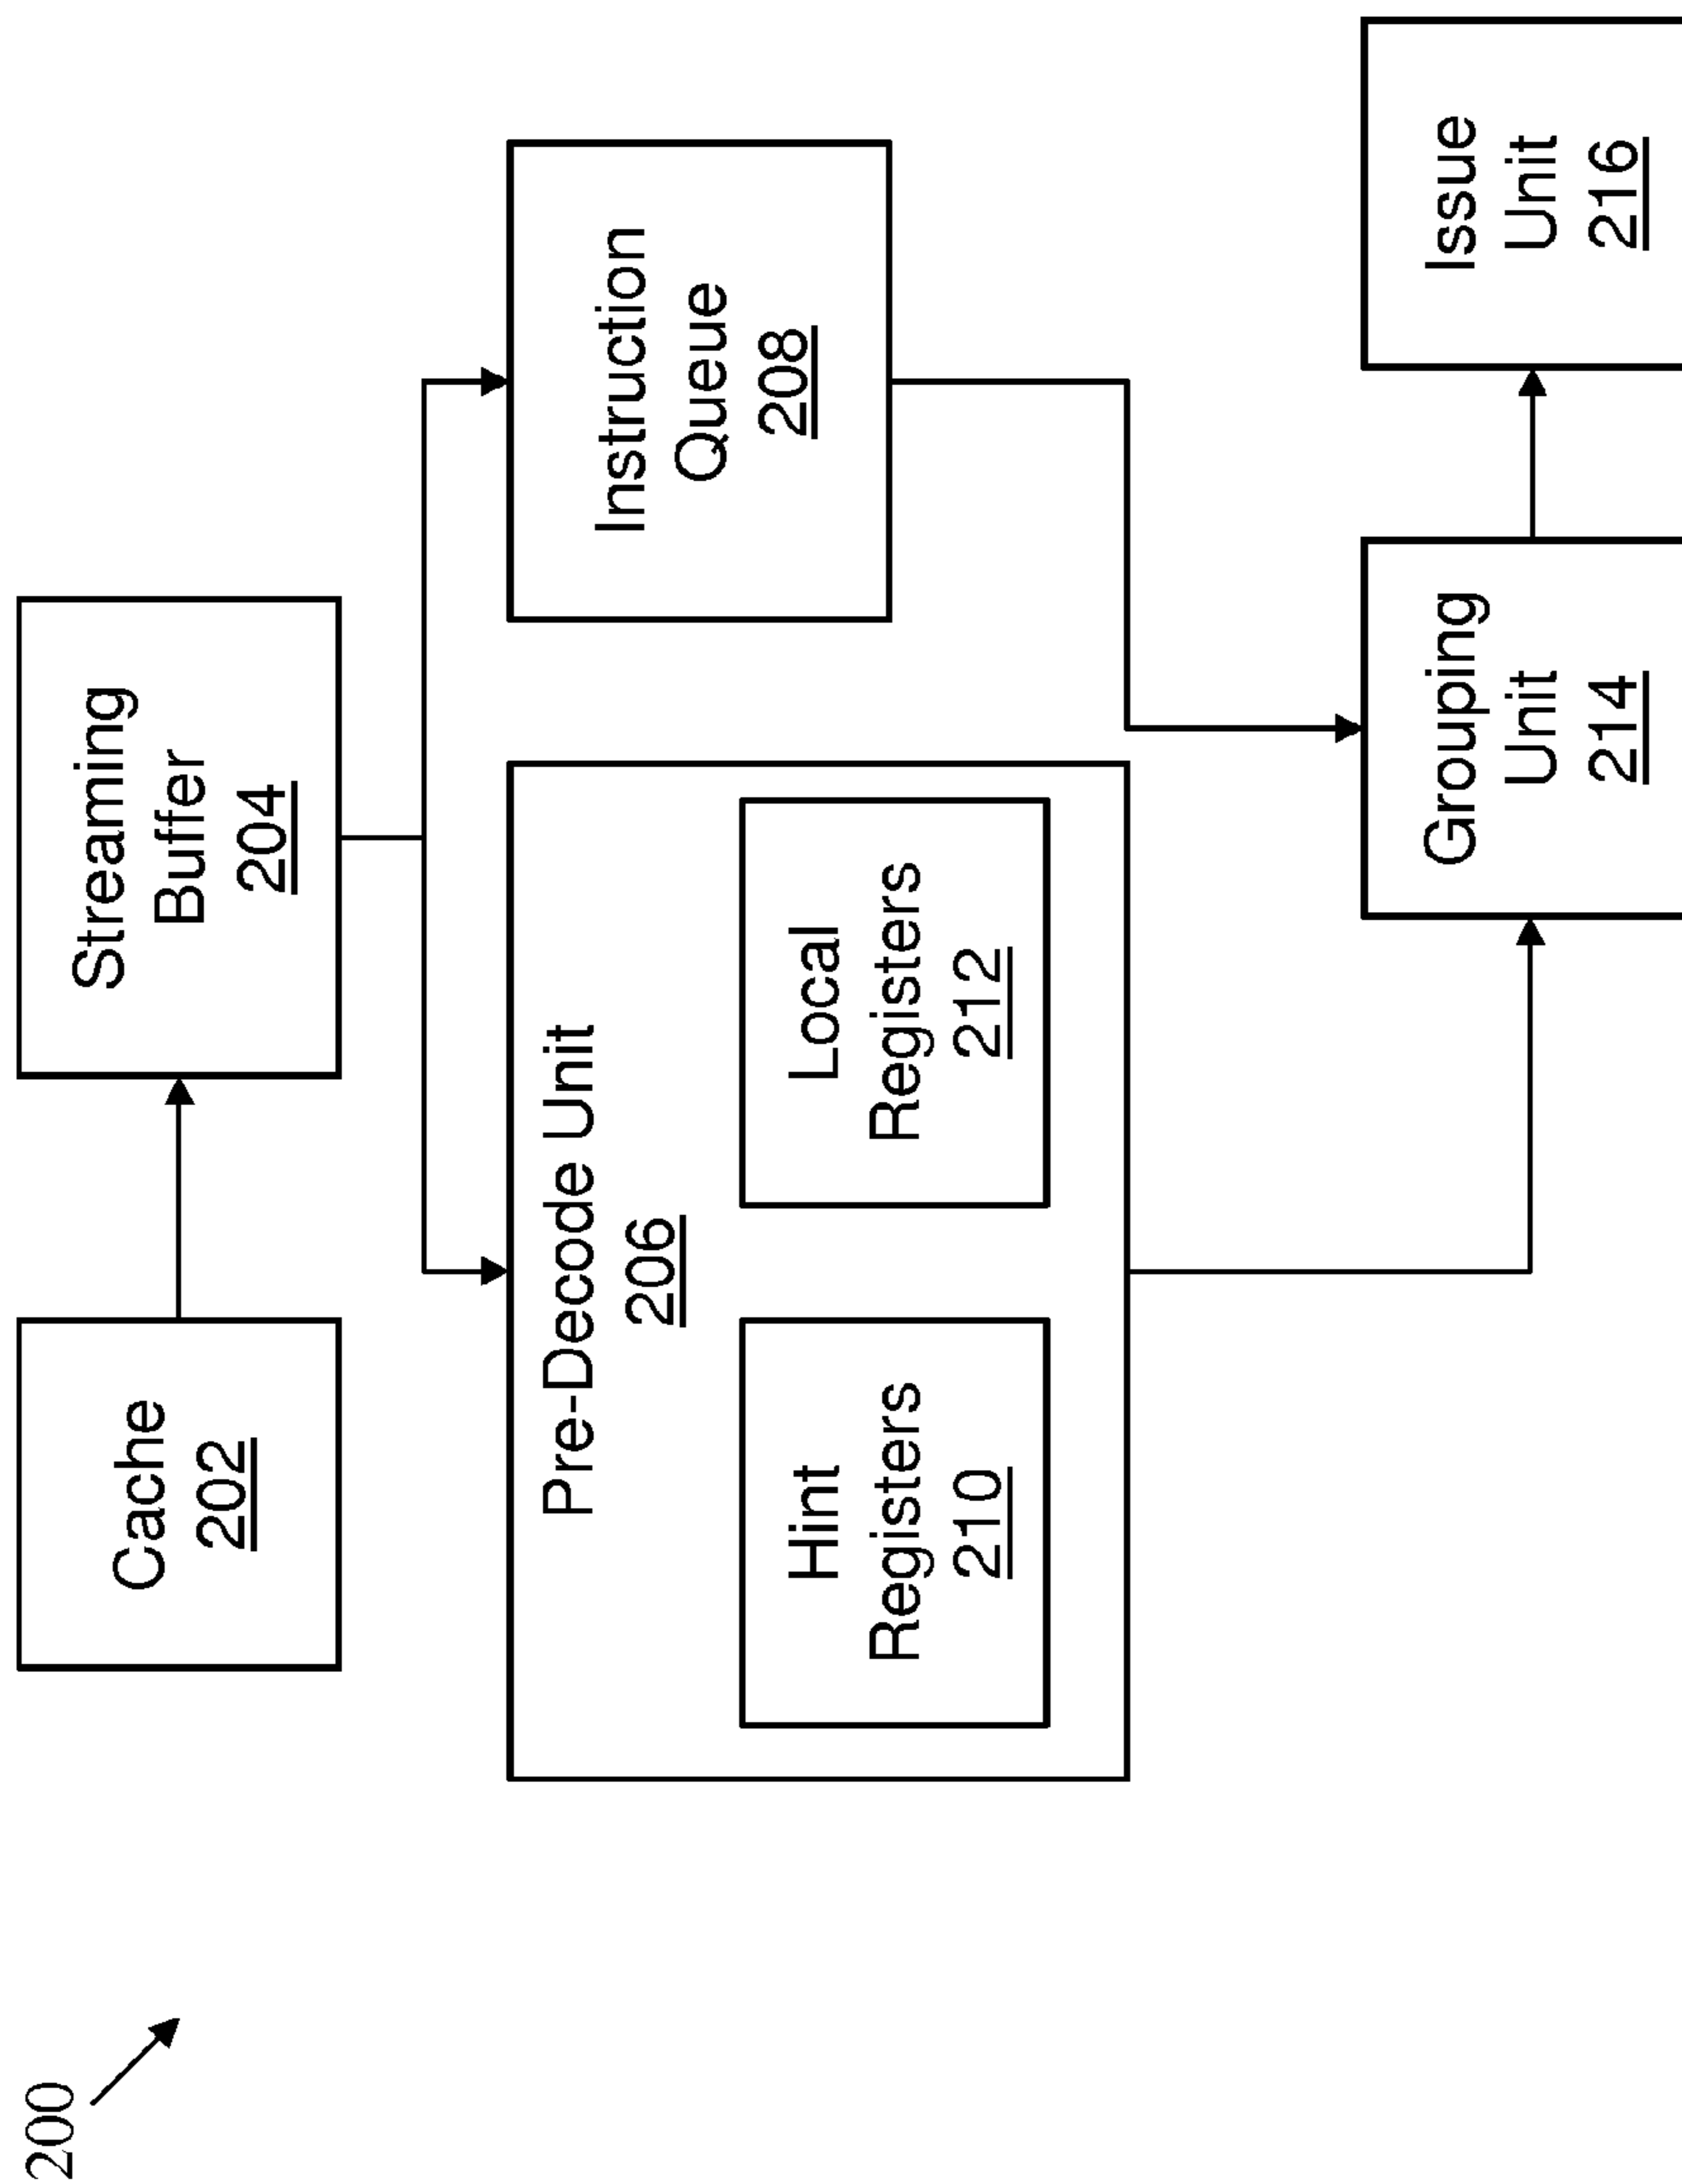 200
Cache
202
Streaming
Buffer
204
Pre-Decode Unit
206
Hint
Registers
210
Local
Registers
212
Instruction
Queue
208
Grouping
Unit
214
Issue
Unit
216